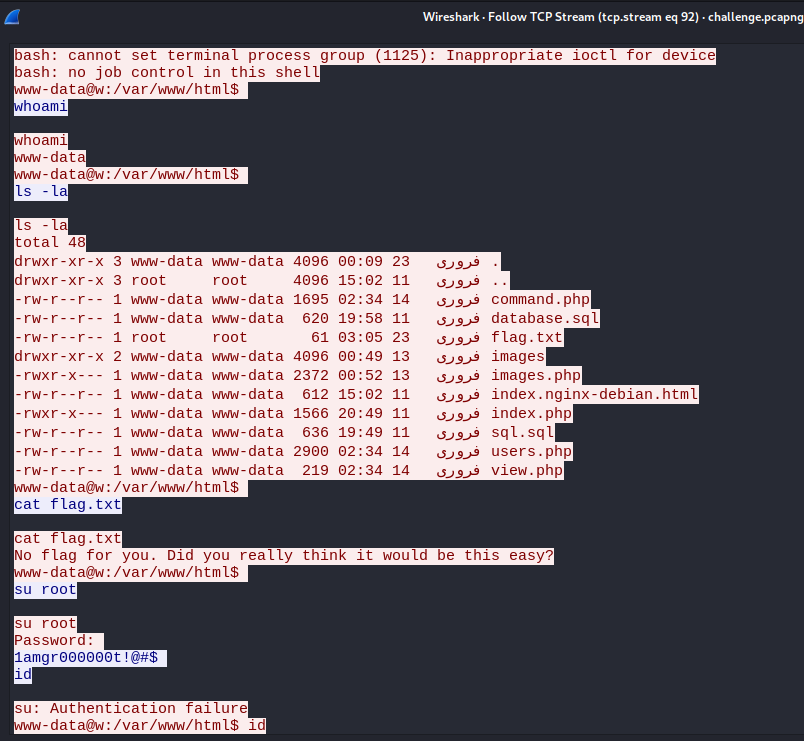 Wireshark · Follow TCP Stream (tcp.stream eq 92) · challenge.pcapng
bash: cannot set terminal process group (1125): Inappropriate ioctl for device
bash: no job control in this shell
www-data@w:/var/www/html$
whoami
whoami
www-data
www-data@w:/var/www/html$
ls -la
ls -la
total 48
drwxr-xr-x 3 www-data www-data 4096 00:09 23 فروری .
drwxr-xr-x 3 root     root     4096 15:02 11 فروری ..
-rw-r--r-- 1 www-data www-data 1695 02:34 14 فروری command.php
-rw-r--r-- 1 www-data www-data  620 19:58 11 فروری database.sql
-rw-r--r-- 1 root     root       61 03:05 23 فروری flag.txt
drwxr-xr-x 2 www-data www-data 4096 00:49 13 فروری images
-rwxr-x--- 1 www-data www-data 2372 00:52 13 فروری images.php
-rw-r--r-- 1 www-data www-data  612 15:02 11 فروری index.nginx-debian.html
-rwxr-x--- 1 www-data www-data 1566 20:49 11 فروری index.php
-rw-r--r-- 1 www-data www-data  636 19:49 11 فروری sql.sql
-rw-r--r-- 1 www-data www-data 2900 02:34 14 فروری users.php
-rw-r--r-- 1 www-data www-data  219 02:34 14 فروری view.php
www-data@w:/var/www/html$
cat flag.txt
cat flag.txt
No flag for you. Did you really think it would be this easy?
www-data@w:/var/www/html$
su root
su root
Password:
1amgr000000t!@#$
id
su: Authentication failure
www-data@w:/var/www/html$ id